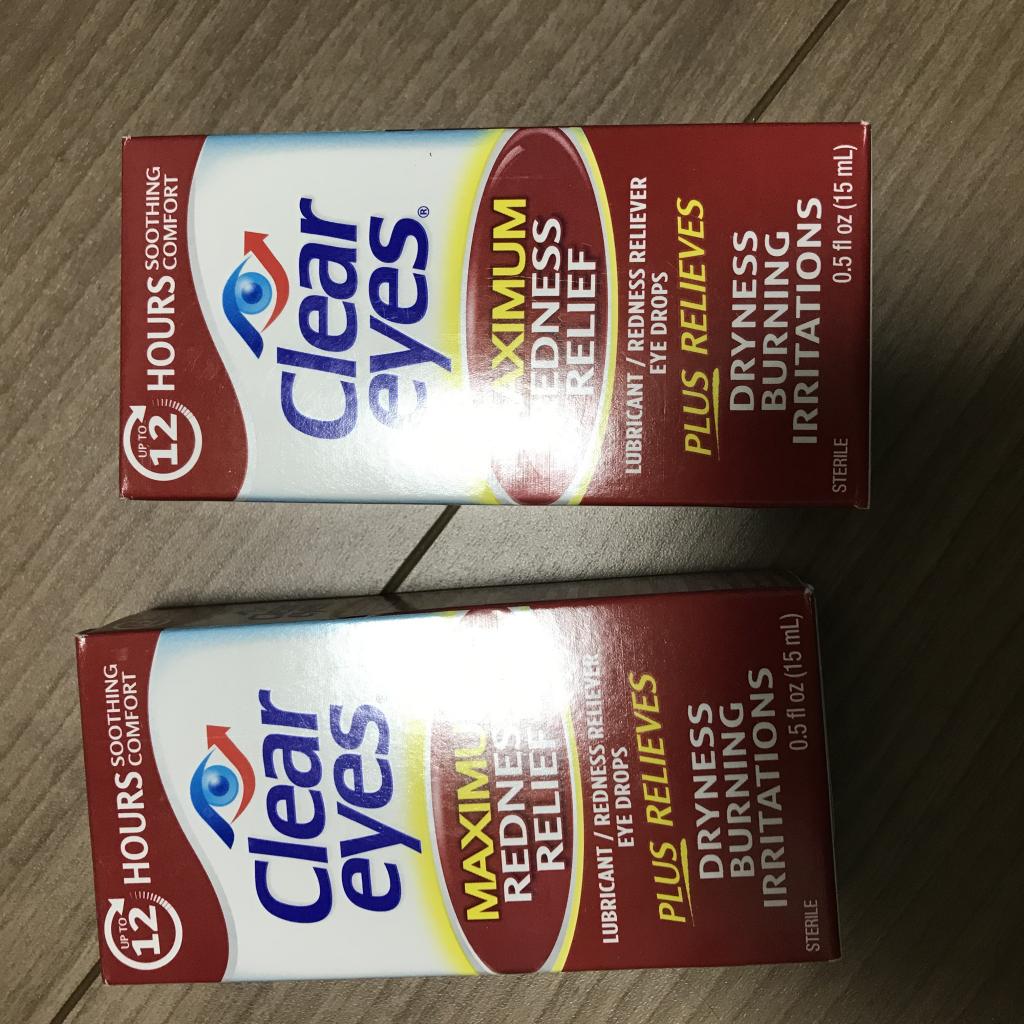 UP TO
12 HOURS SOOTHING
COMFORT
Clear
eyes®
RELIEF
LUBRICANT / REDNESS RELIEVER
EYE DROPS
PLUS RELIEVES
DRYNESS
BURNING
IRRITATIONS
STERILE 0.5 fl oz (15 mL)
UP TO
12 HOURS SOOTHING
COMFORT
Clear
eyes
MAXIMU
REDNES
RELIEF
LUBRICANT / REDNESS RELIEVER
EYE DROPS
PLUS RELIEVES
DRYNESS
BURNING
IRRITATIONS
STERILE 0.5 fl oz (15 mL)